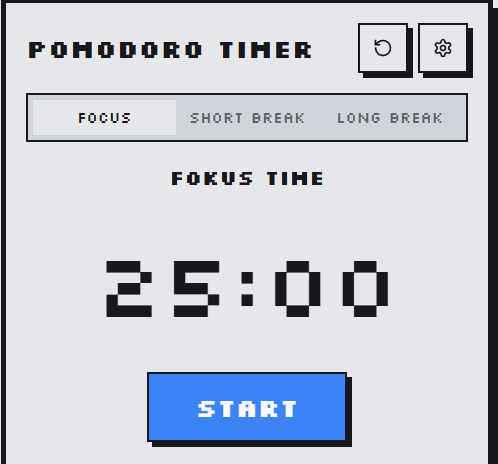 POMODORO TIMER
FOCUS SHORT BREAK LONG BREAK
FOKUS TIME
25:00
START